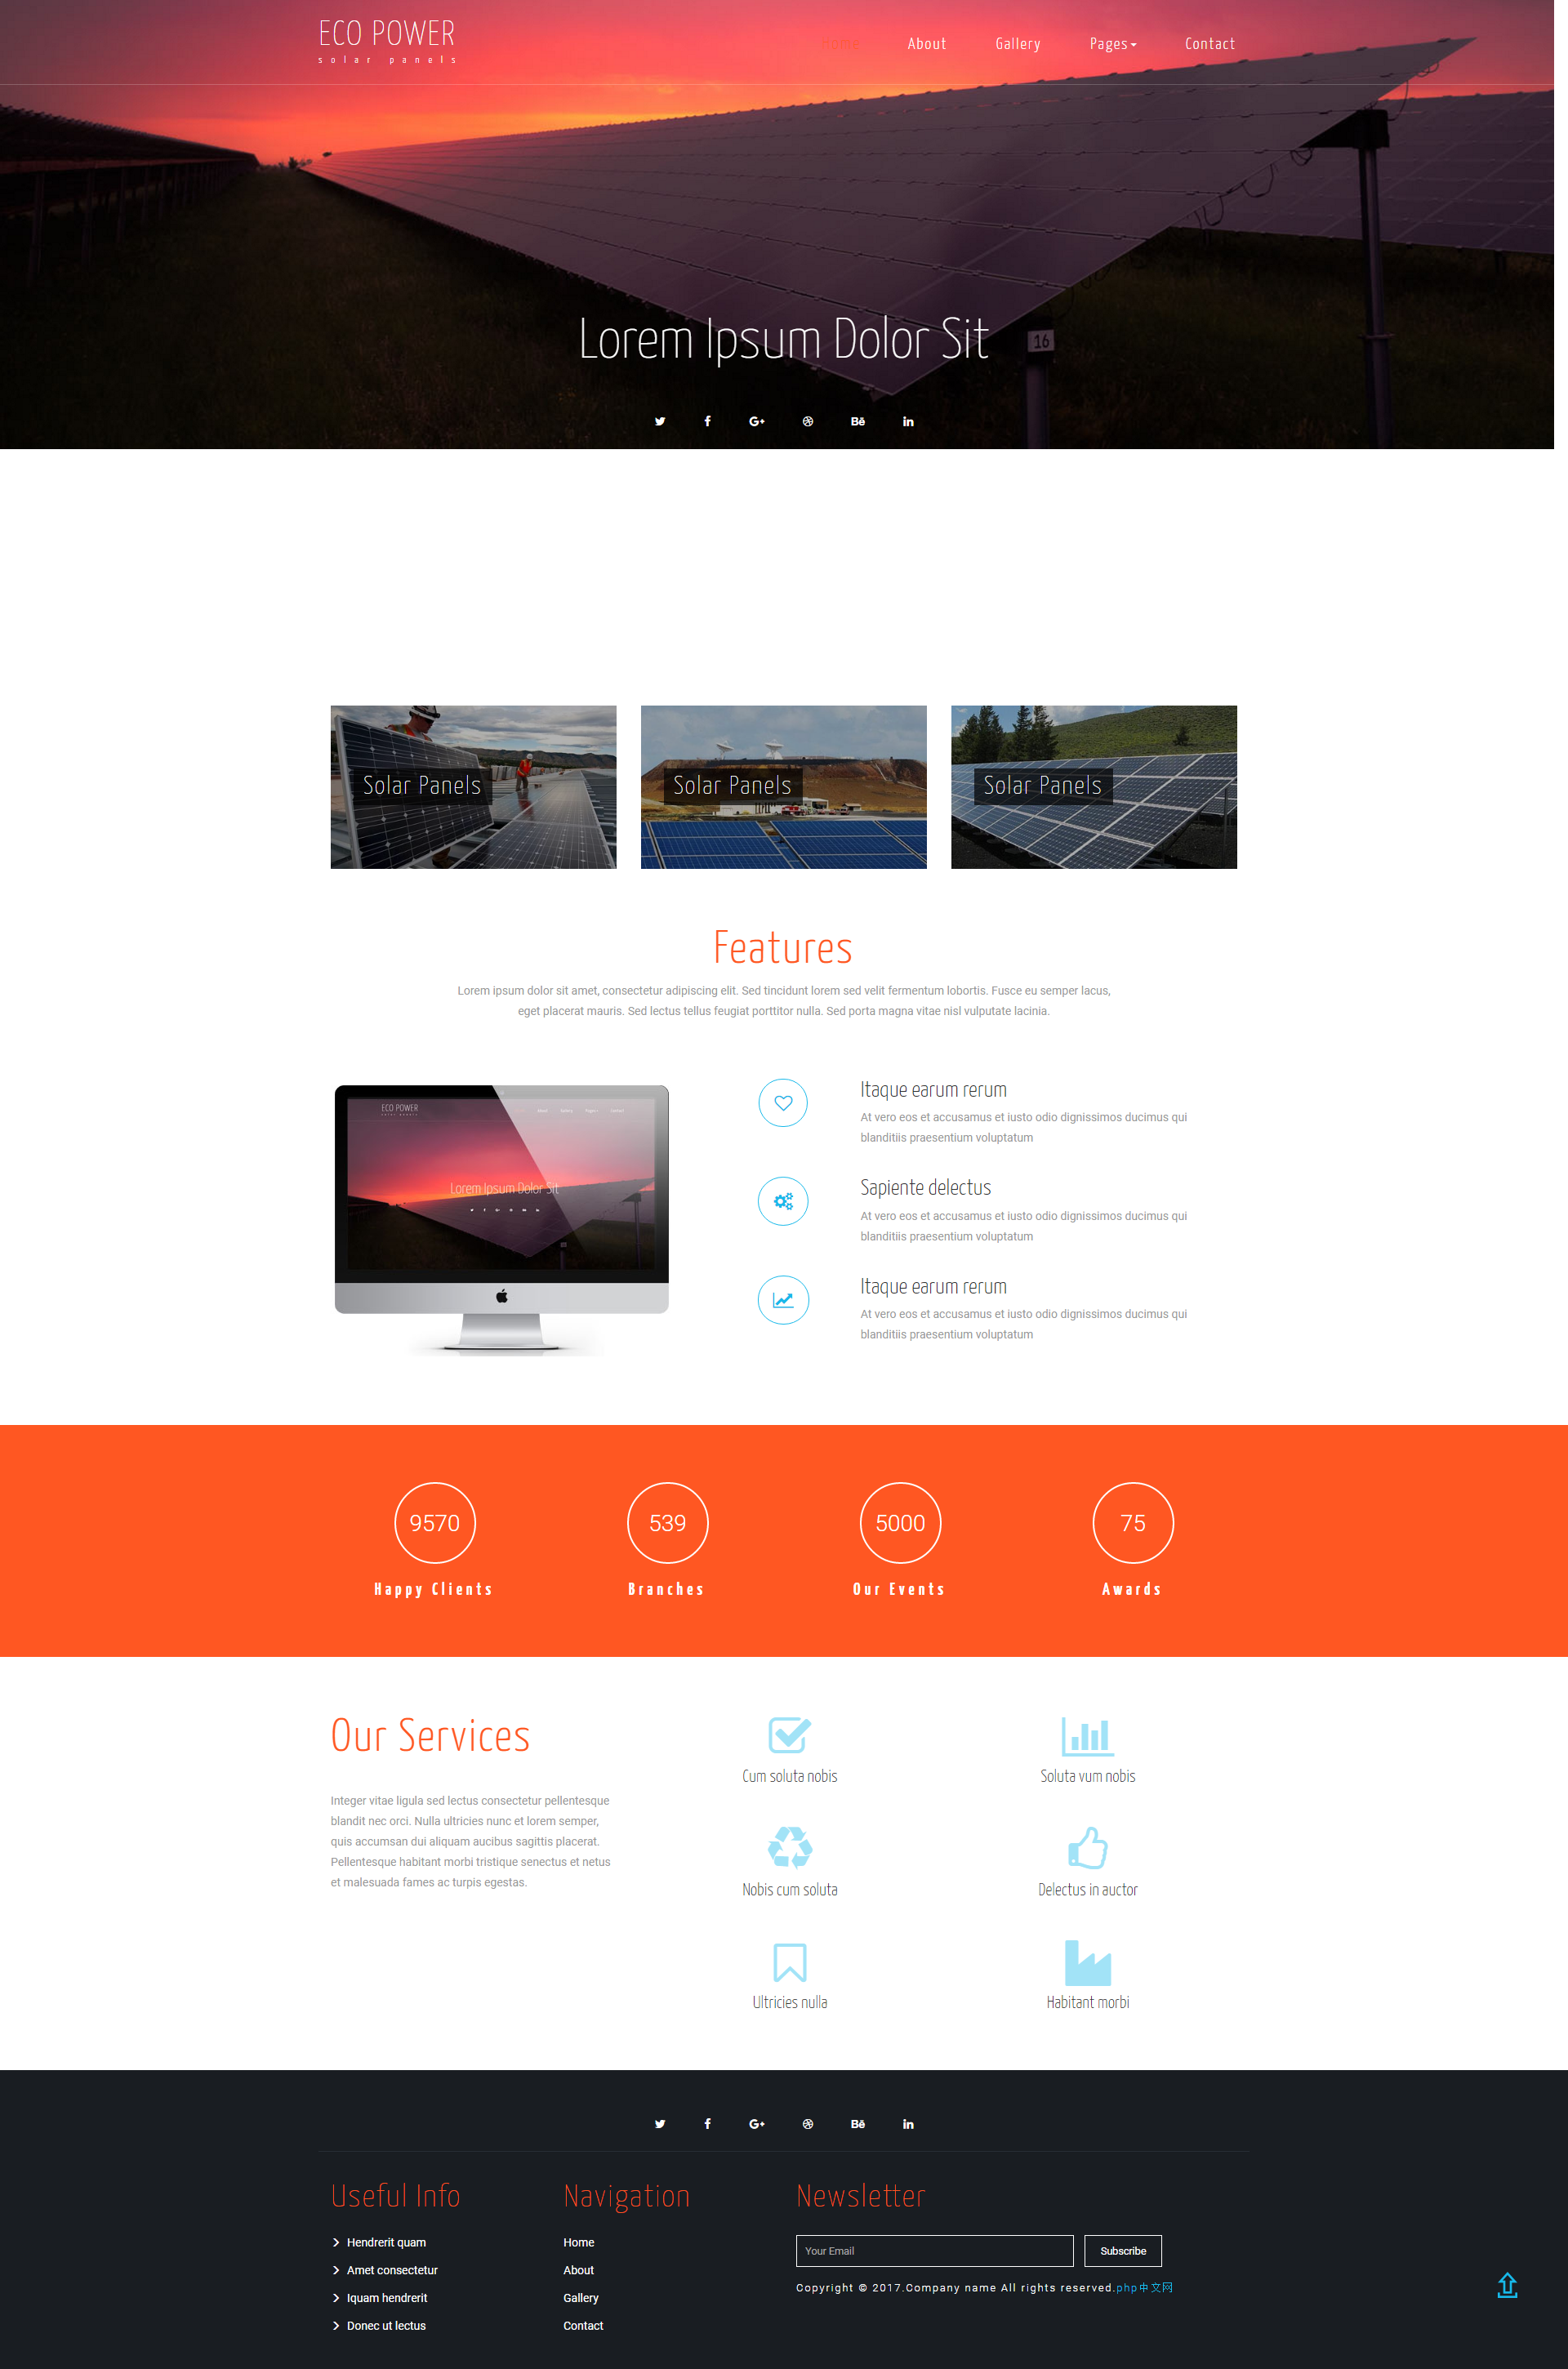 ECO POWER
solar panels
Home
About
Gallery
Pages
Contact
16
Lorem Ipsum Dolor Sit
Solar Panels
Solar Panels
Solar Panels
Features
Lorem ipsum dolor sit amet, consectetur adipiscing elit. Sed tincidunt lorem sed velit fermentum lobortis. Fusce eu semper lacus,
eget placerat mauris. Sed lectus tellus feugiat porttitor nulla. Sed porta magna vitae nisl vulputate lacinia.
ECO POWER
Lorem Ipsum Dolor Sit
Itaque earum rerum
At vero eos et accusamus et iusto odio dignissimos ducimus qui
blanditiis praesentium voluptatum
Sapiente delectus
At vero eos et accusamus et iusto odio dignissimos ducimus qui
blanditiis praesentium voluptatum
Itaque earum rerum
At vero eos et accusamus et iusto odio dignissimos ducimus qui
blanditiis praesentium voluptatum
9570
539
5000
75
Happy Clients
Branches
Our Events
Awards
Our Services
Integer vitae ligula sed lectus consectetur pellentesque
blandit nec orci. Nulla ultricies nunc et lorem semper,
quis accumsan dui aliquam aucibus sagittis placerat.
Pellentesque habitant morbi tristique senectus et netus
et malesuada fames ac turpis egestas.
Cum soluta nobis
Soluta vum nobis
Nobis cum soluta
Delectus in auctor
Ultricies nulla
Habitant morbi
Useful Info
Hendrerit quam
Amet consectetur
Iquam hendrerit
Donec ut lectus
Navigation
Home
About
Gallery
Contact
Newsletter
Your Email
Subscribe
Copyright © 2017.Company name All rights reserved.php中文网